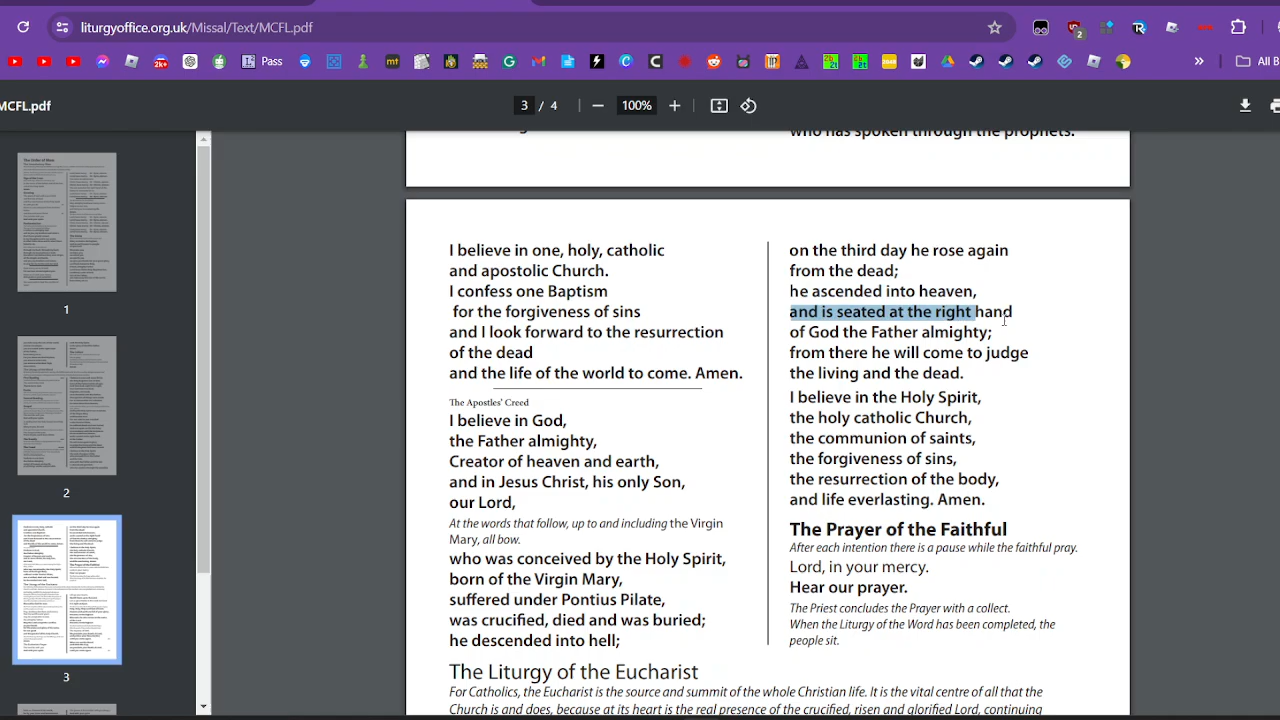 liturgyoffice.org.uk/Missal/Text/MCFL.pdf
2
2K+
Pass
mt
C
C
2b2t
2b2t
All B
MCFL.pdf
3 / 4
100%
1
2
3
who has spoken through the prophets.
I believe in one, holy, catholic
and apostolic Church.
I confess one Baptism
for the forgiveness of sins
and I look forward to the resurrection
of the dead
and the life of the world to come. Amen.
The Apostles' Creed
I believe in God,
the Father almighty,
Creator of heaven and earth,
and in Jesus Christ, his only Son,
our Lord,
At the words that follow, up to and including the Virgin
Mary, all bow.
who was conceived by the Holy Spirit,
born of the Virgin Mary,
suffered under Pontius Pilate,
was crucified, died and was buried;
he descended into hell;
on the third day he rose again
from the dead;
he ascended into heaven,
and is seated at the right hand
of God the Father almighty;
from there he will come to judge
the living and the dead.
I believe in the Holy Spirit,
the holy catholic Church,
the communion of saints,
the forgiveness of sins,
the resurrection of the body,
and life everlasting. Amen.
The Prayer of the Faithful
After each intention there is a pause while the faithful pray.
Lord, in your mercy.
Hear our prayer.
The Priest concludes the Prayer with a collect.
When the Liturgy of the Word has been completed, the
people sit.
The Liturgy of the Eucharist
For Catholics, the Eucharist is the source and summit of the whole Christian life. It is the vital centre of all that the
Church is and does, because at its heart is the real presence of the crucified, risen and glorified Lord, continuing